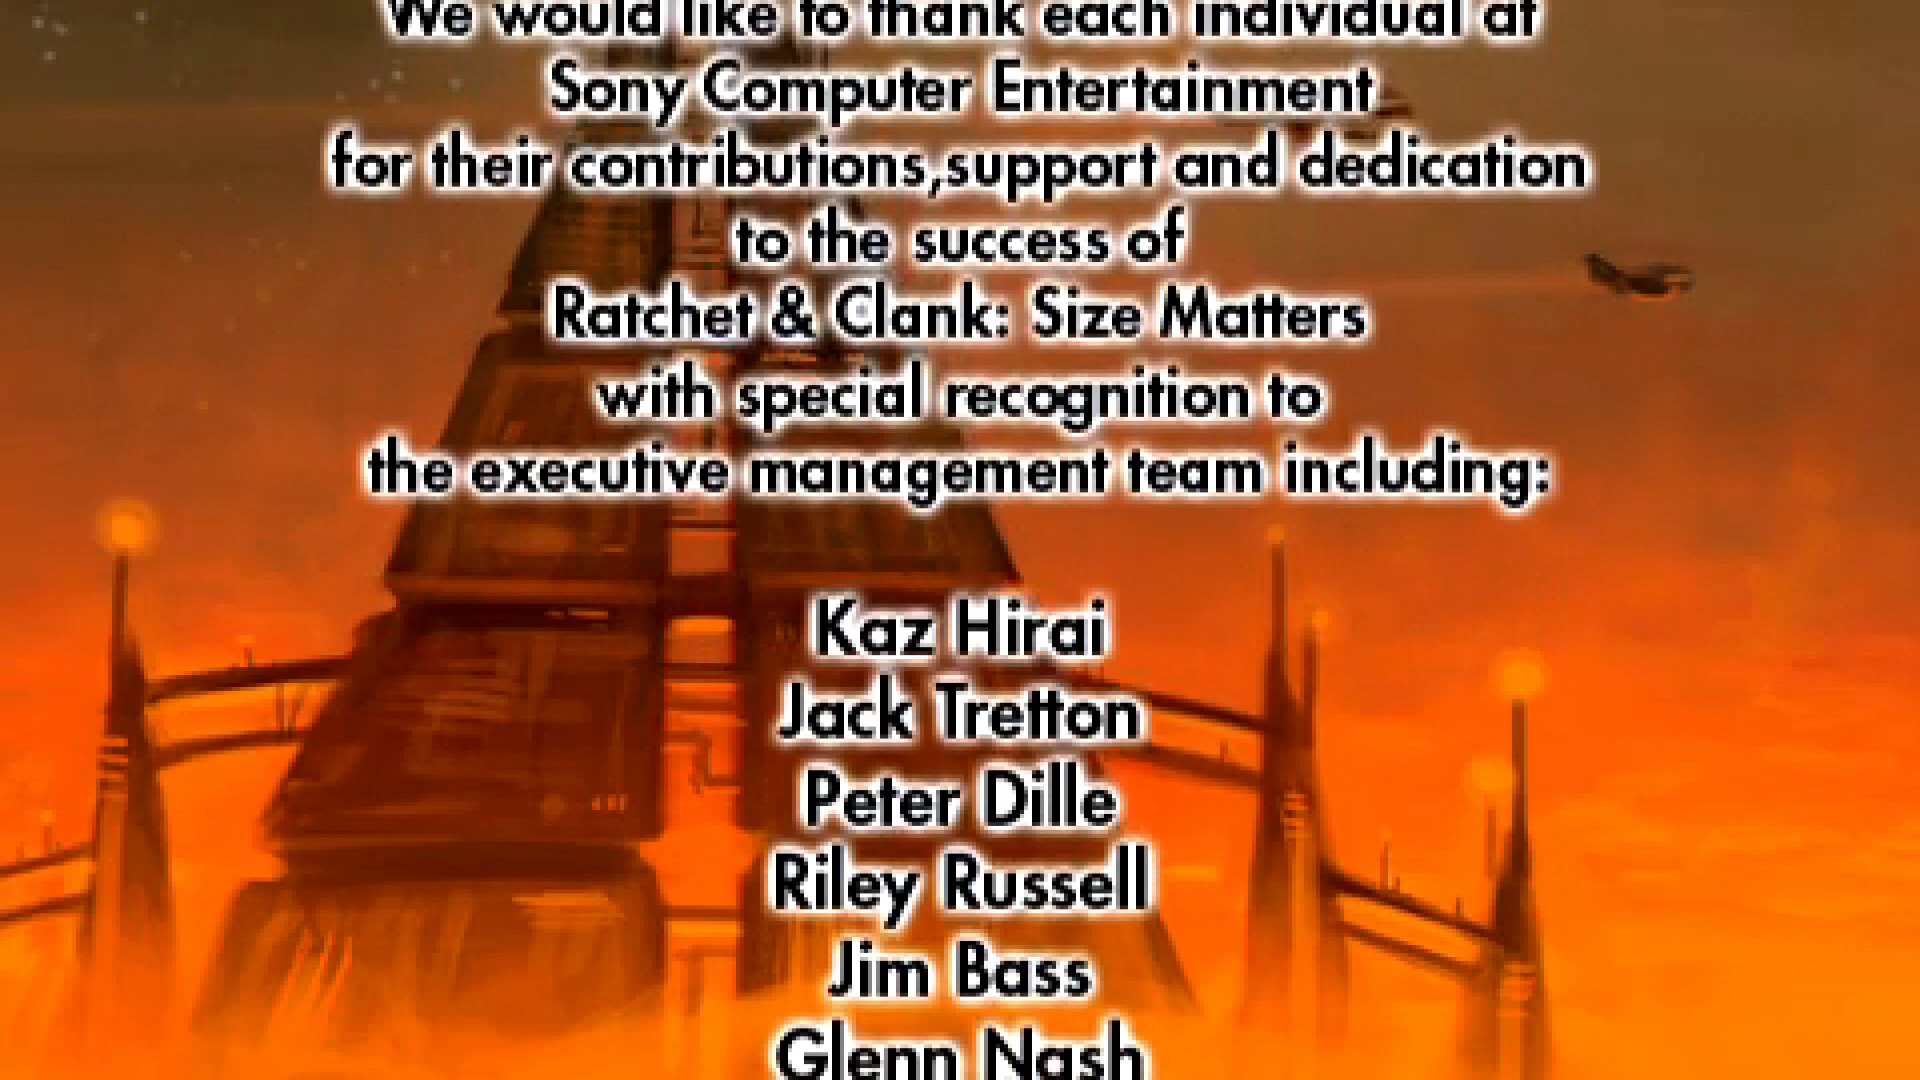 We would like to thank each individual at
Sony Computer Entertainment
for their contributions,support and dedication
to the success of
Ratchet & Clank: Size Matters
with special recognition to
the executive management team including:
Kaz Hirai
Jack Tretton
Peter Dille
Riley Russell
Jim Bass
Glenn Nash